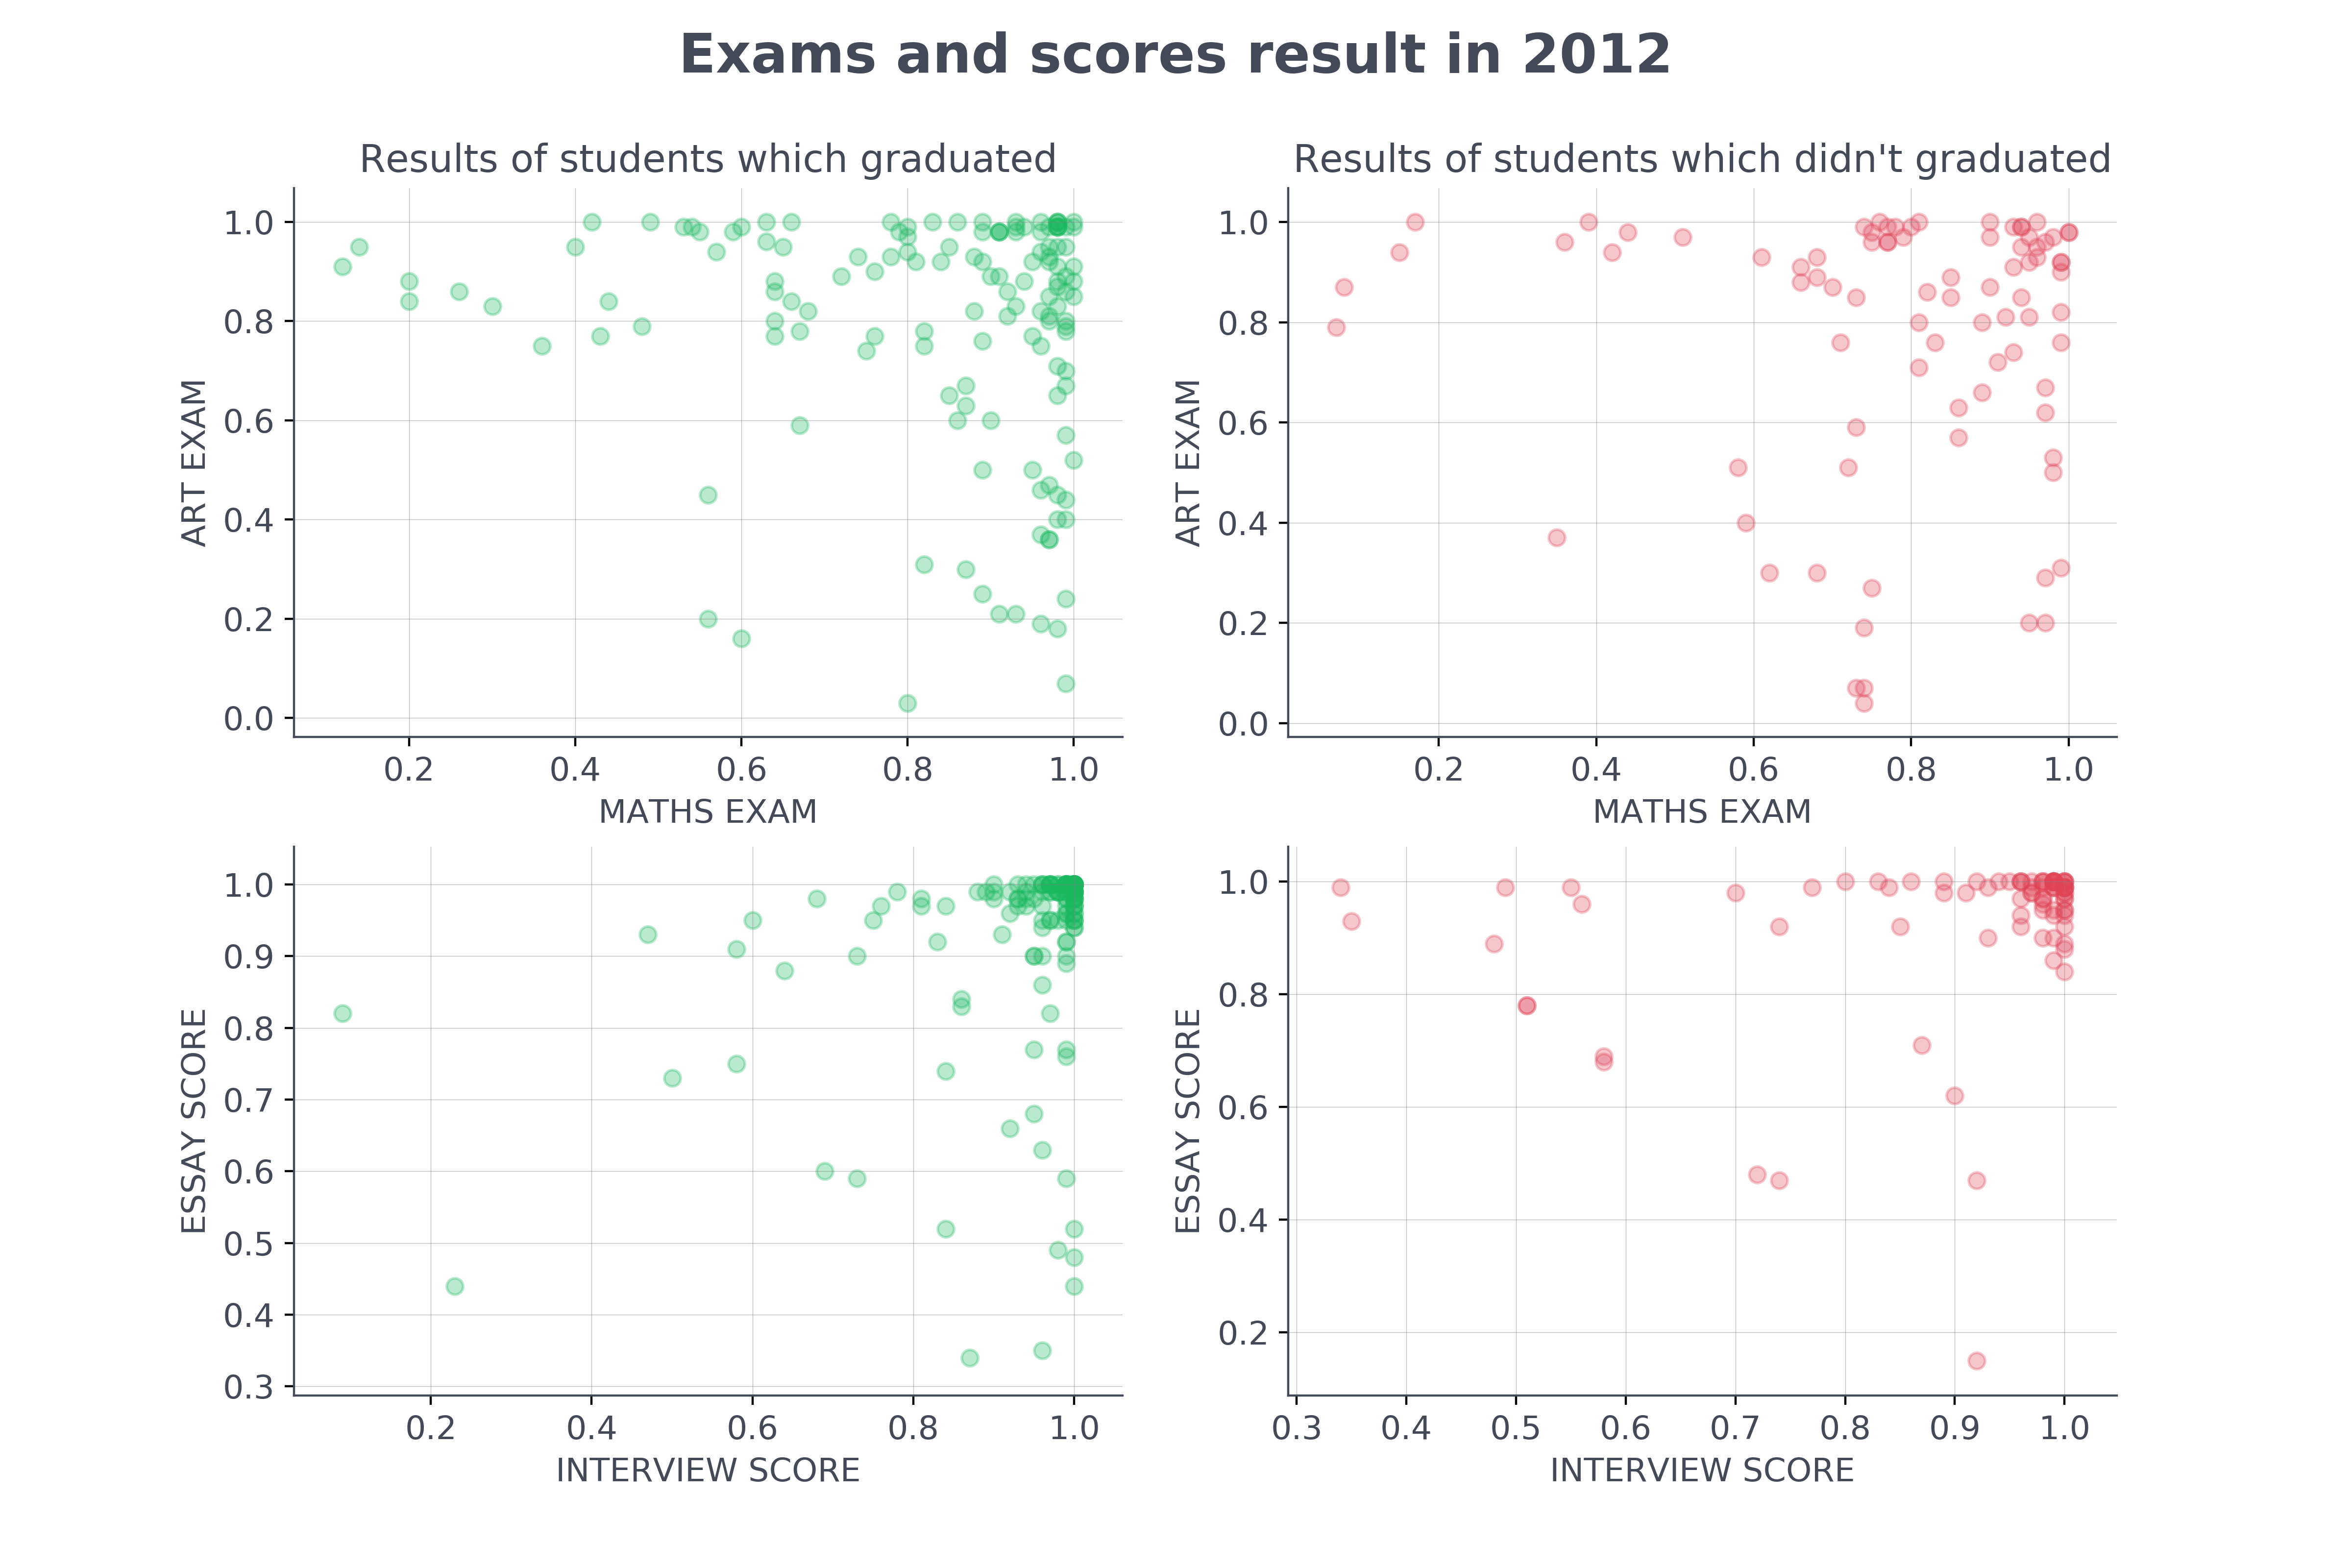 Exams and scores result in 2012
Results of students which graduated
ART EXAM
1.0
0.8
0.6
0.4
0.2
0.0
0.2 0.4 0.6 0.8 1.0
MATHS EXAM
Results of students which didn't graduated
ART EXAM
1.0
0.8
0.6
0.4
0.2
0.0
0.2 0.4 0.6 0.8 1.0
MATHS EXAM
ESSAY SCORE
1.0
0.9
0.8
0.7
0.6
0.5
0.4
0.3
0.2 0.4 0.6 0.8 1.0
INTERVIEW SCORE
ESSAY SCORE
1.0
0.8
0.6
0.4
0.2
0.3 0.4 0.5 0.6 0.7 0.8 0.9 1.0
INTERVIEW SCORE